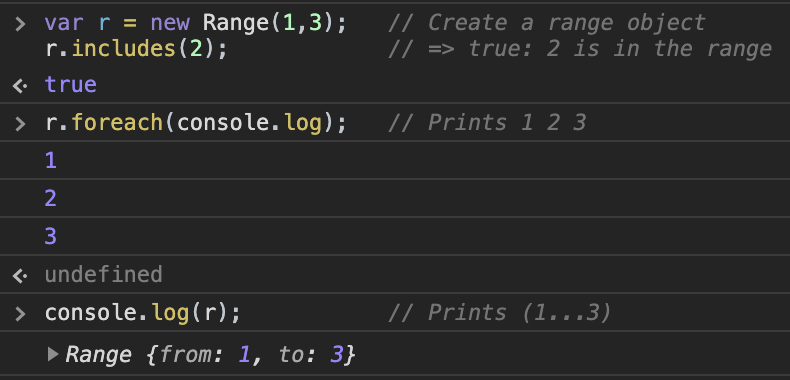 > var r = new Range(1,3);   // Create a range object
r.includes(2);            // => true: 2 is in the range
<· true
> r.foreach(console.log);   // Prints 1 2 3
1
2
3
<· undefined
> console.log(r);           // Prints (1...3)
▶ Range {from: 1, to: 3}